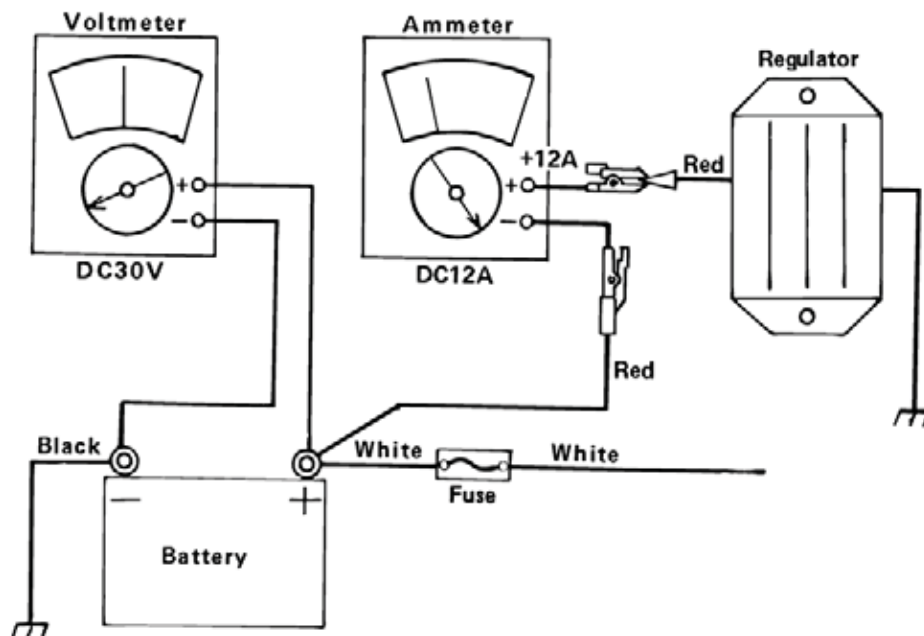 Voltmeter
Ammeter
Regulator
+12A
Red
+
−
+
−
DC30V
DC12A
Red
Black
White
White
Fuse
−
+
Battery